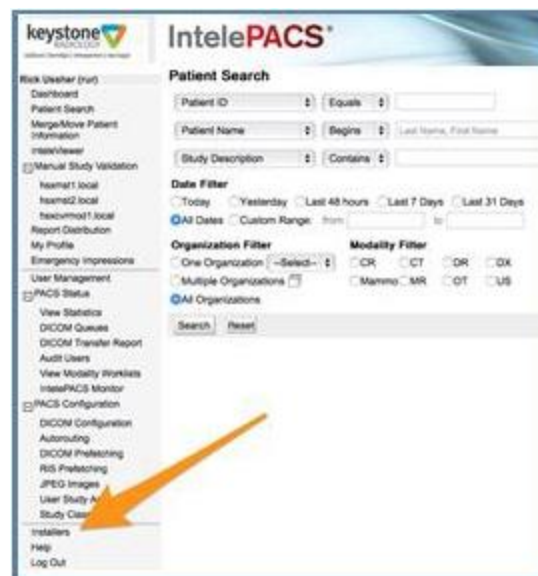 keystone
RADIOLOGY
IntelePACS
Rick Ussher (rur)
Dashboard
Patient Search
Merge/Move Patient
Information
InteleViewer
Manual Study Validation
Report Distribution
My Profile
Emergency Impressions
User Management
PACS Status
View Statistics
DICOM Queues
DICOM Transfer Report
Audit Users
View Modality Worklists
IntelePACS Monitor
PACS Configuration
DICOM Configuration
Autorouting
DICOM Prefetching
RIS Prefetching
JPEG Images
User Study
Study
Installers
Help
Log Out
Patient Search
Patient ID Equals
Patient Name Begins Last Name, First Name
Study Description Contains
Date Filter
Today Yesterday Last 48 hours Last 7 Days Last 31 Days
All Dates Custom Range: from to
Organization Filter
One Organization --Select--
Multiple Organizations
All Organizations
Modality Filter
CR CT DR DX
Mammo MR OT US
Search Reset